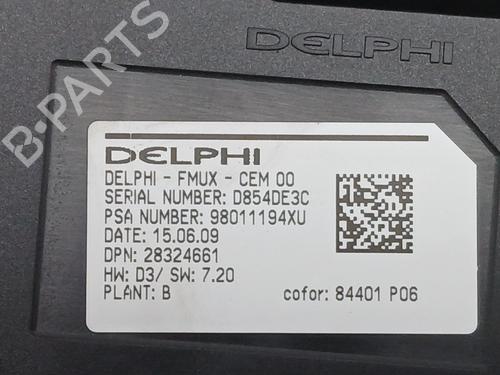 DELPHI
B-PARTS
DELPHI
DELPHI - FMUX - CEM 00
SERIAL NUMBER: D854DE3C
PSA NUMBER: 98011194XU
DATE: 15.06.09
DPN: 28324661
HW: D3/ SW: 7.20
PLANT: B cofor: 84401 P06